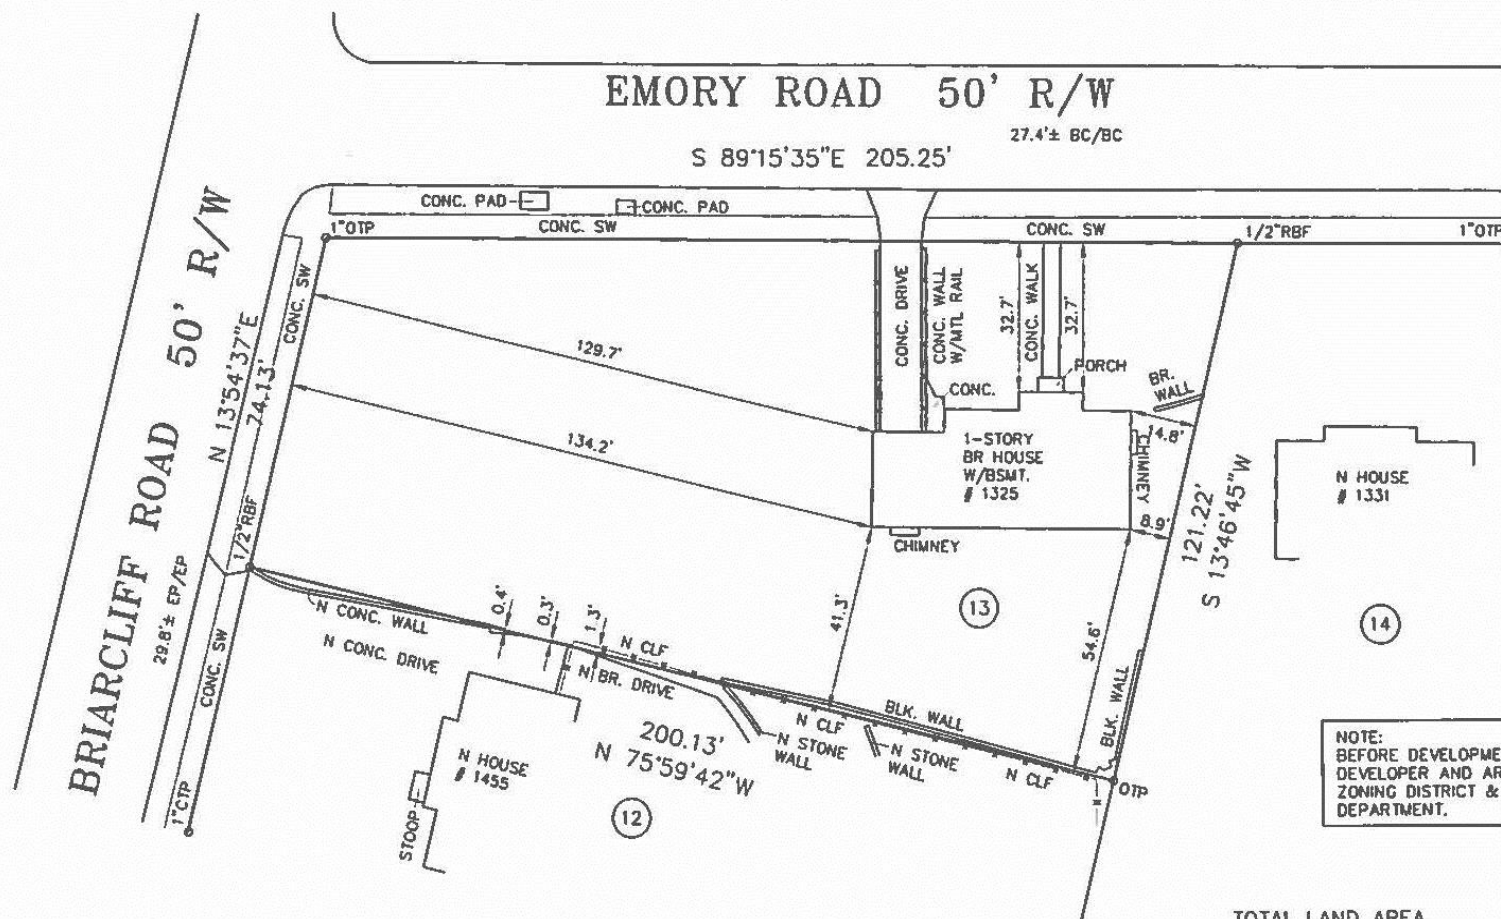 EMORY ROAD 50' R/W
27.4'± BC/BC
S 89°15'35"E 205.25'
CONC. PAD
CONC. PAD
1"OTP
CONC. SW
CONC. SW
1/2"RBF
1"OTP
BRIARCLIFF ROAD 50' R/W
29.8'± EP/EP
N 13°54'37"E
74.13'
CONC. SW
1/2"RBF
CONC. SW
1"CTP
129.7'
134.2'
CONC. DRIVE
CONC. WALL
W/MTL RAIL
32.7'
CONC. WALK
32.7'
PORCH
CONC.
BR.
WALL
14.8'
CHIMNEY
8.9'
1-STORY
BR HOUSE
W/BSMT.
# 1325
CHIMNEY
121.22'
S 13°46'45"W
N HOUSE
# 1331
13
14
41.3'
54.6'
N CONC. WALL
N CONC. DRIVE
0.4'
0.3'
1.3'
N CLF
N BR. DRIVE
200.13'
N 75°59'42"W
BLK. WALL
N CLF
N STONE
WALL
N STONE
WALL
N CLF
BLK. WALL
OTP
N HOUSE
# 1455
STOOP
12
NOTE:
BEFORE DEVELOPME
DEVELOPER AND AR
ZONING DISTRICT &
DEPARTMENT.
TOTAL LAND AREA